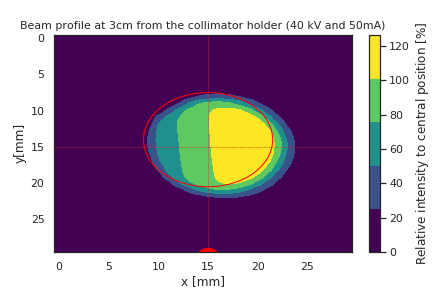 Beam profile at 3cm from the collimator holder (40 kV and 50mA)
0
5
10
15
20
25
y[mm]
0 5 10 15 20 25
x [mm]
120
100
80
60
40
20
0
Relative intensity to central position [%]